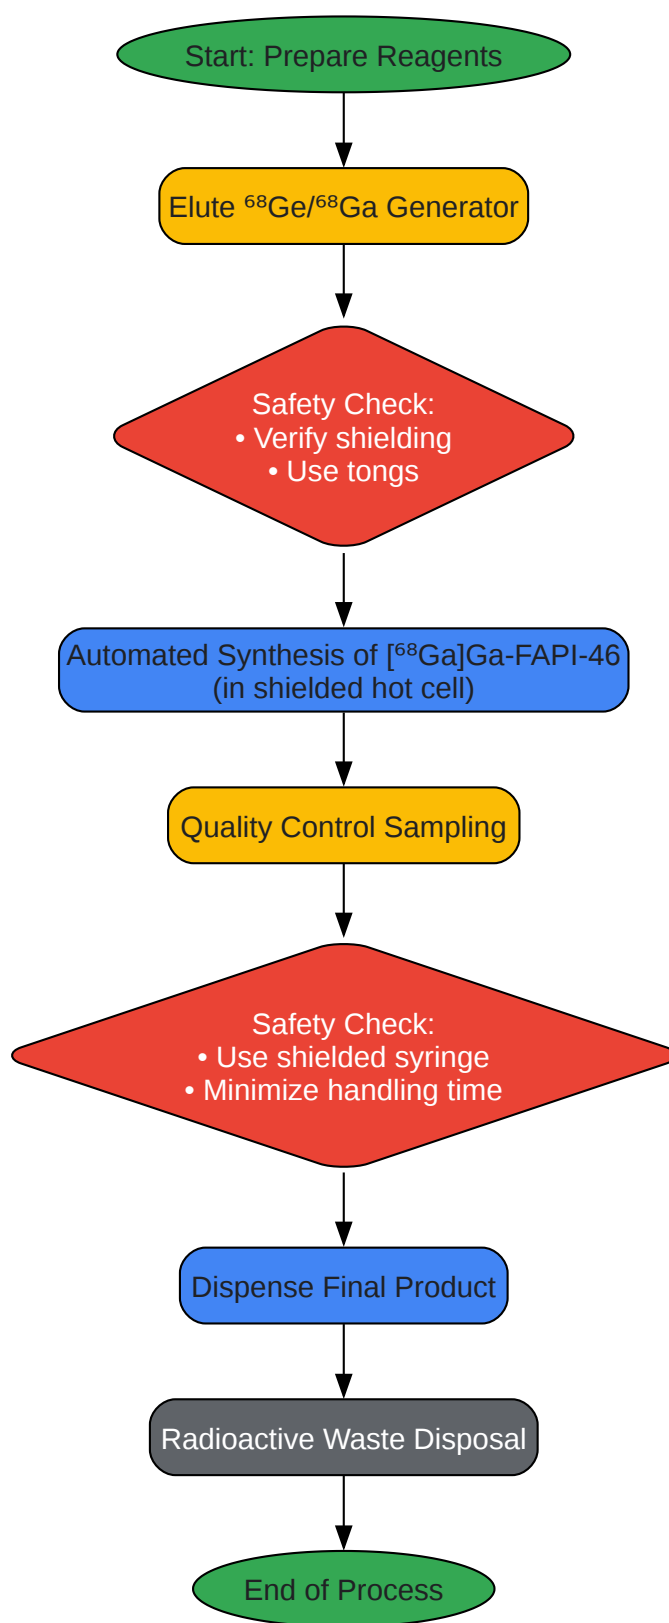 Start: Prepare Reagents
Elute ⁶⁸Ge/⁶⁸Ga Generator
Safety Check:
• Verify shielding
• Use tongs
Automated Synthesis of [⁶⁸Ga]Ga-FAPI-46
(in shielded hot cell)
Quality Control Sampling
Safety Check:
• Use shielded syringe
• Minimize handling time
Dispense Final Product
Radioactive Waste Disposal
End of Process